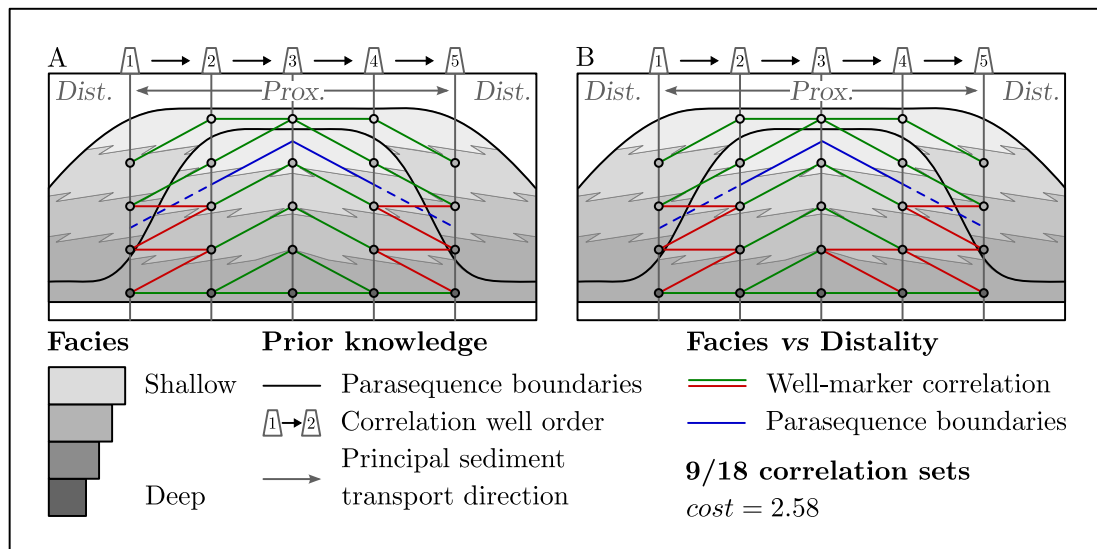 A 1 2 3 4 5
Dist. Prox. Dist.
B 1 2 3 4 5
Dist. Prox. Dist.
Facies
Shallow
Deep
Prior knowledge
Parasequence boundaries
1 2 Correlation well order
Principal sediment
transport direction
Facies vs Distality
Well-marker correlation
Parasequence boundaries
9/18 correlation sets
cost = 2.58